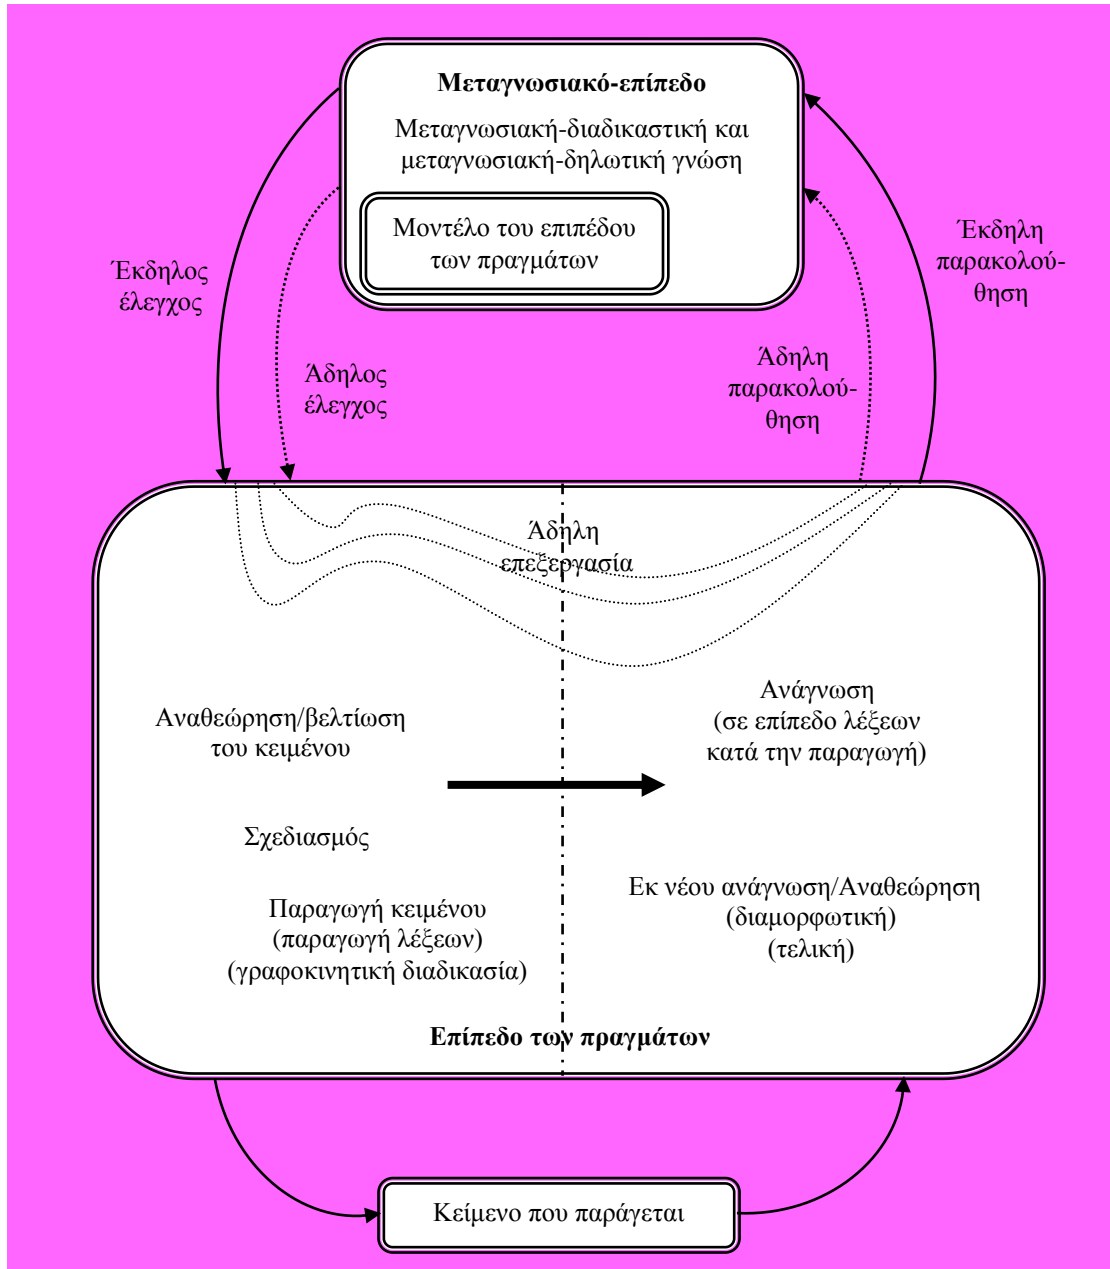 Μεταγνωσιακό-επίπεδο
Μεταγνωσιακή-διαδικαστική και
μεταγνωσιακή-δηλωτική γνώση
Μοντέλο του επιπέδου
των πραγμάτων
Έκδηλος
έλεγχος
Άδηλος
έλεγχος
Άδηλη
παρακολού-
θηση
Έκδηλη
παρακολού-
θηση
Άδηλη
επεξεργασία
Αναθεώρηση/βελτίωση
του κειμένου
Σχεδιασμός
Παραγωγή κειμένου
(παραγωγή λέξεων)
(γραφοκινητική διαδικασία)
Ανάγνωση
(σε επίπεδο λέξεων
κατά την παραγωγή)
Εκ νέου ανάγνωση/Αναθεώρηση
(διαμορφωτική)
(τελική)
Επίπεδο των πραγμάτων
Κείμενο που παράγεται